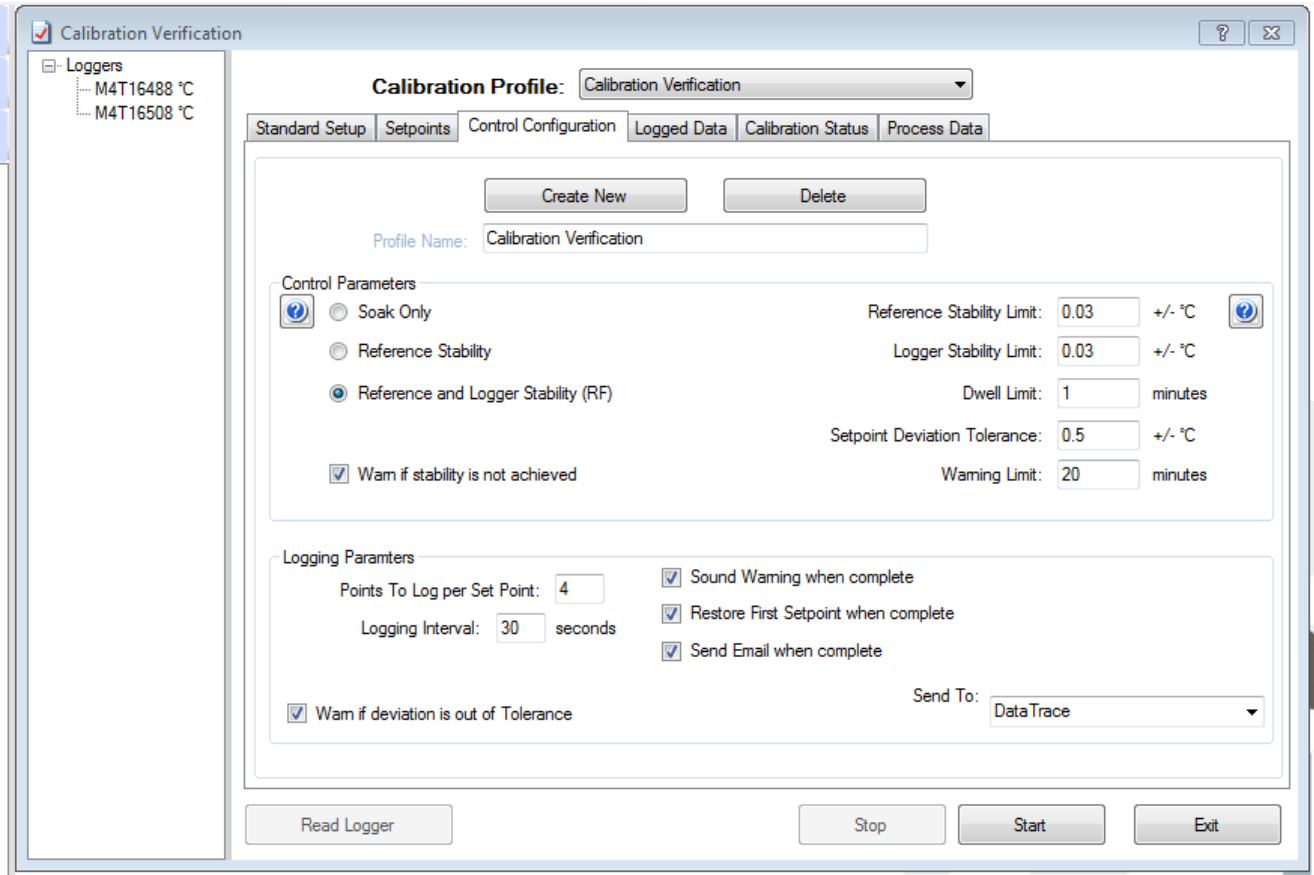 Calibration Verification
Loggers
M4T16488 °C
M4T16508 °C
Calibration Profile: Calibration Verification
Standard Setup Setpoints Control Configuration Logged Data Calibration Status Process Data
Create New Delete
Profile Name: Calibration Verification
Control Parameters
Soak Only Reference Stability Limit: 0.03 +/- °C
Reference Stability Logger Stability Limit: 0.03 +/- °C
Reference and Logger Stability (RF) Dwell Limit: 1 minutes
Setpoint Deviation Tolerance: 0.5 +/- °C
Warn if stability is not achieved Warning Limit: 20 minutes
Logging Paramters
Points To Log per Set Point: 4 Sound Warning when complete
Logging Interval: 30 seconds Restore First Setpoint when complete
Send Email when complete
Warn if deviation is out of Tolerance Send To: DataTrace
Read Logger Stop Start Exit